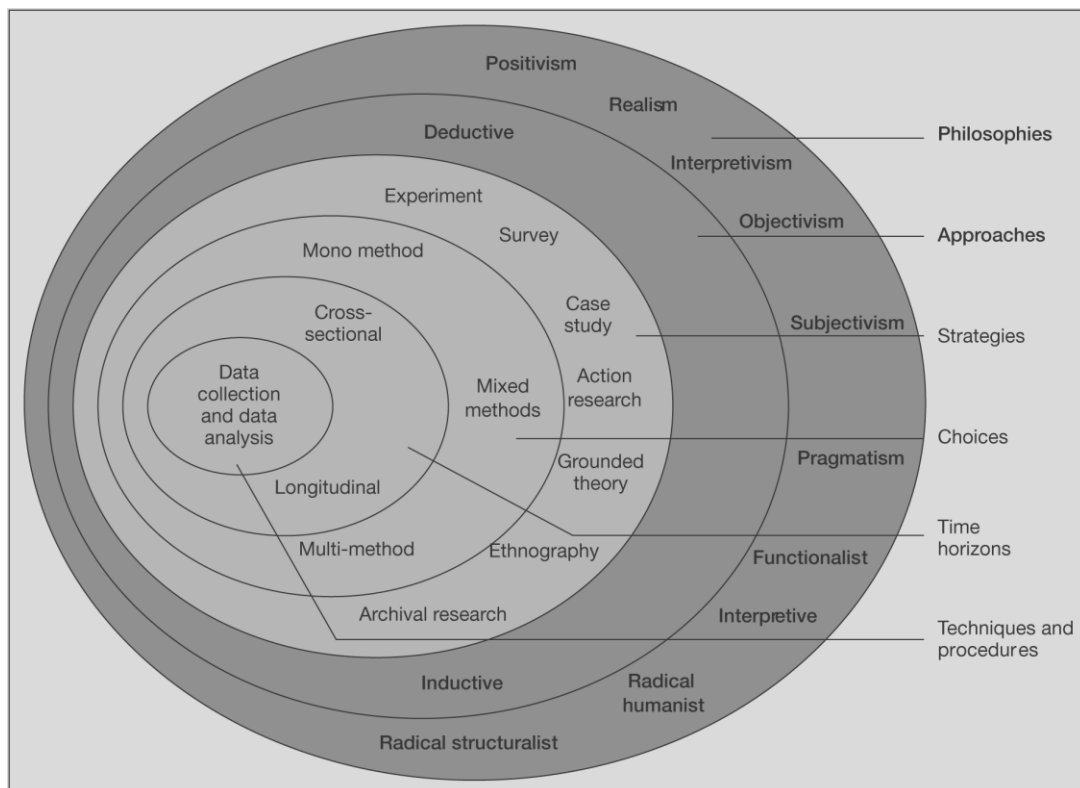 Positivism
Realism
Philosophies
Deductive
Interpretivism
Experiment
Objectivism
Approaches
Survey
Mono method
Case
study
Subjectivism
Strategies
Cross-
sectional
Data
collection
and data
analysis
Mixed
methods
Action
research
Choices
Pragmatism
Grounded
theory
Longitudinal
Time
horizons
Multi-method
Ethnography
Functionalist
Archival research
Interpretive
Techniques and
procedures
Inductive
Radical
humanist
Radical structuralist